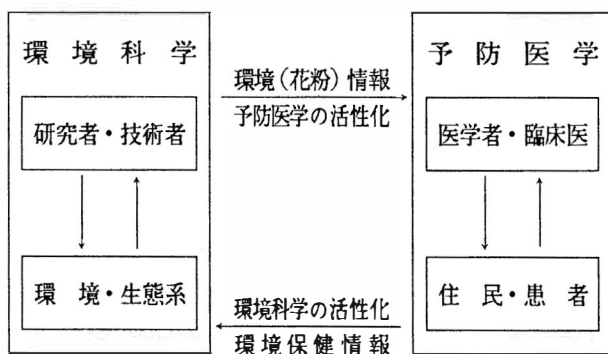 環境科学
研究者・技術者
環境・生態系
環境(花粉)情報
予防医学の活性化
環境科学の活性化
環境保健情報
予防医学
医学者・臨床医
住民・患者